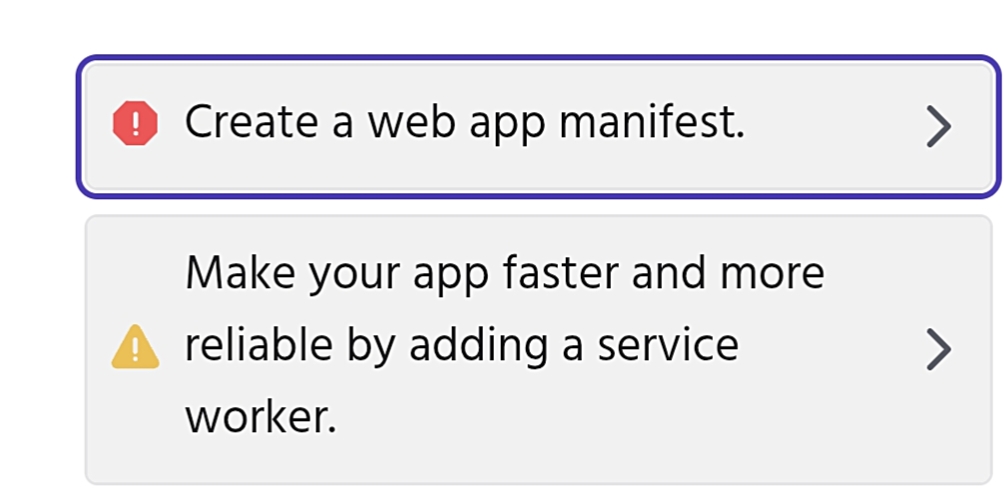 Create a web app manifest.
Make your app faster and more
reliable by adding a service
worker.